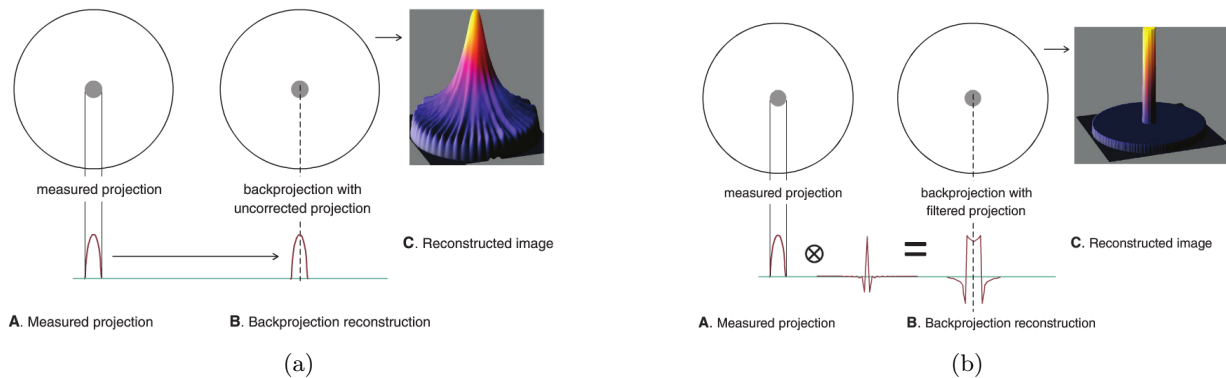 measured projection
backprojection with
uncorrected projection
C. Reconstructed image
A. Measured projection
B. Backprojection reconstruction
(a)
measured projection
backprojection with
filtered projection
C. Reconstructed image
⊗
=
A. Measured projection
B. Backprojection reconstruction
(b)